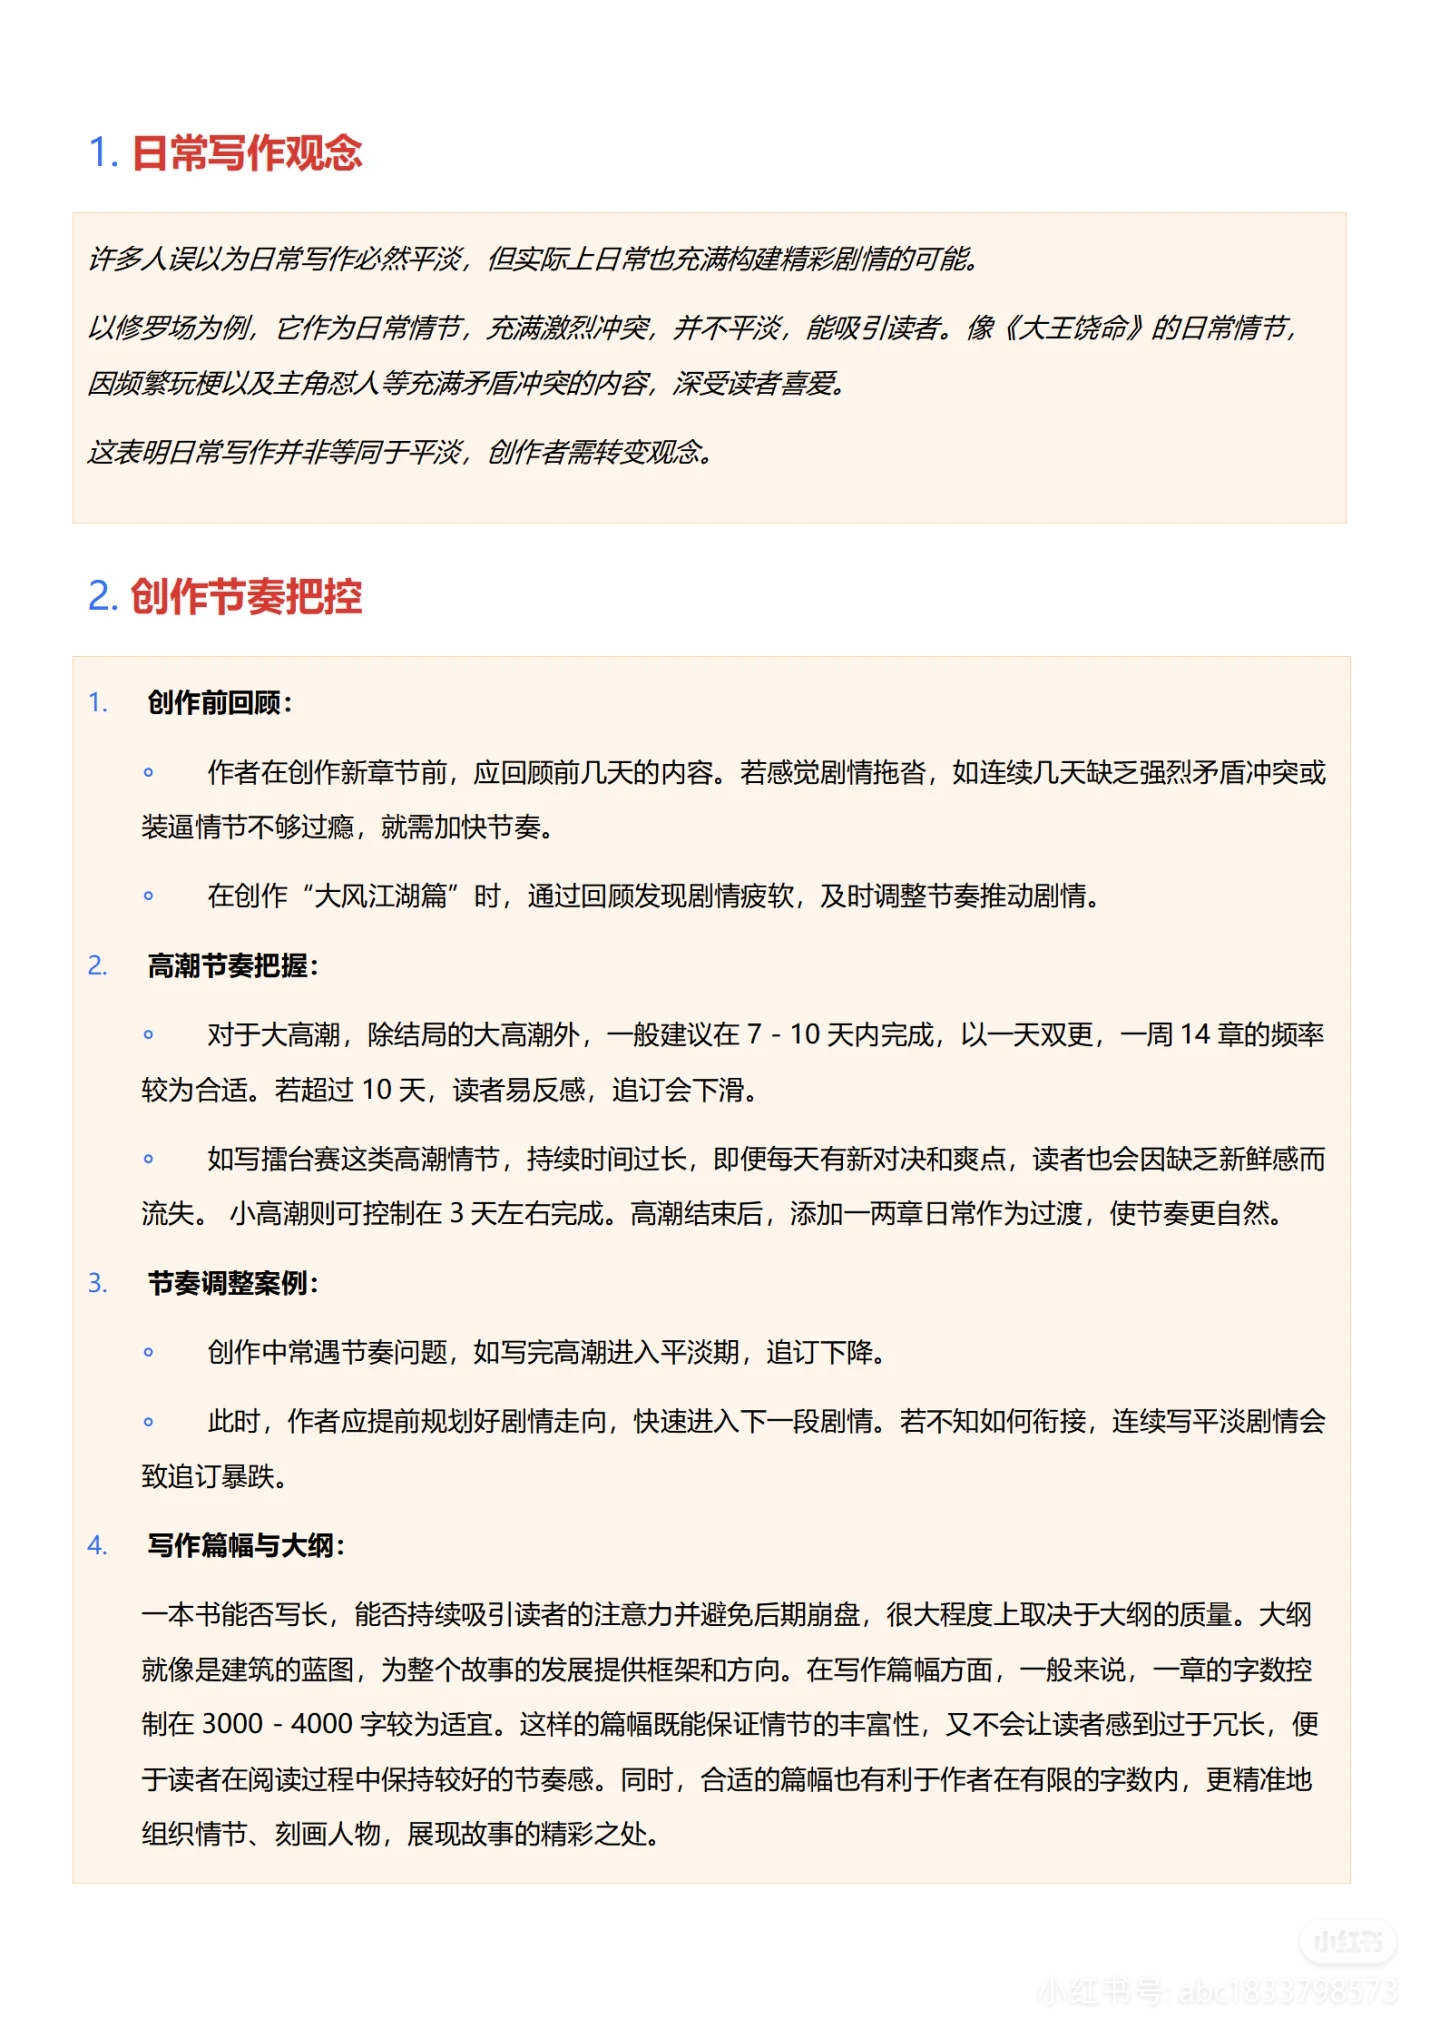 1. 日常写作观念
许多人误以为日常写作必然平淡，但实际上日常也充满构建精彩剧情的可能。
以修罗场为例，它作为日常情节，充满激烈冲突，并不平淡，能吸引读者。像《大王饶命》的日常情节，
因频繁玩梗以及主角怼人等充满矛盾冲突的内容，深受读者喜爱。
这表明日常写作并非等同于平淡，创作者需转变观念。
2. 创作节奏把控
1. 创作前回顾：
。 作者在创作新章节前，应回顾前几天的内容。若感觉剧情拖沓，如连续几天缺乏强烈矛盾冲突或
装逼情节不够过瘾，就需加快节奏。
。 在创作“大风江湖篇”时，通过回顾发现剧情疲软，及时调整节奏推动剧情。
2. 高潮节奏把握：
。 对于大高潮，除结局的大高潮外，一般建议在 7 - 10 天内完成，以一天双更，一周 14 章的频率
较为合适。若超过 10 天，读者易反感，追订会下滑。
。 如写擂台赛这类高潮情节，持续时间过长，即便每天有新对决和爽点，读者也会因缺乏新鲜感而
流失。 小高潮则可控制在 3 天左右完成。高潮结束后，添加一两章日常作为过渡，使节奏更自然。
3. 节奏调整案例：
。 创作中常遇节奏问题，如写完高潮进入平淡期，追订下降。
。 此时，作者应提前规划好剧情走向，快速进入下一段剧情。若不知如何衔接，连续写平淡剧情会
致追订暴跌。
4. 写作篇幅与大纲：
一本书能否写长，能否持续吸引读者的注意力并避免后期崩盘，很大程度上取决于大纲的质量。大纲
就像是建筑的蓝图，为整个故事的发展提供框架和方向。在写作篇幅方面，一般来说，一章的字数控
制在 3000 - 4000 字较为适宜。这样的篇幅既能保证情节的丰富性，又不会让读者感到过于冗长，便
于读者在阅读过程中保持较好的节奏感。同时，合适的篇幅也有利于作者在有限的字数内，更精准地
组织情节、刻画人物，展现故事的精彩之处。
小红书
小红书号: abc1833798573